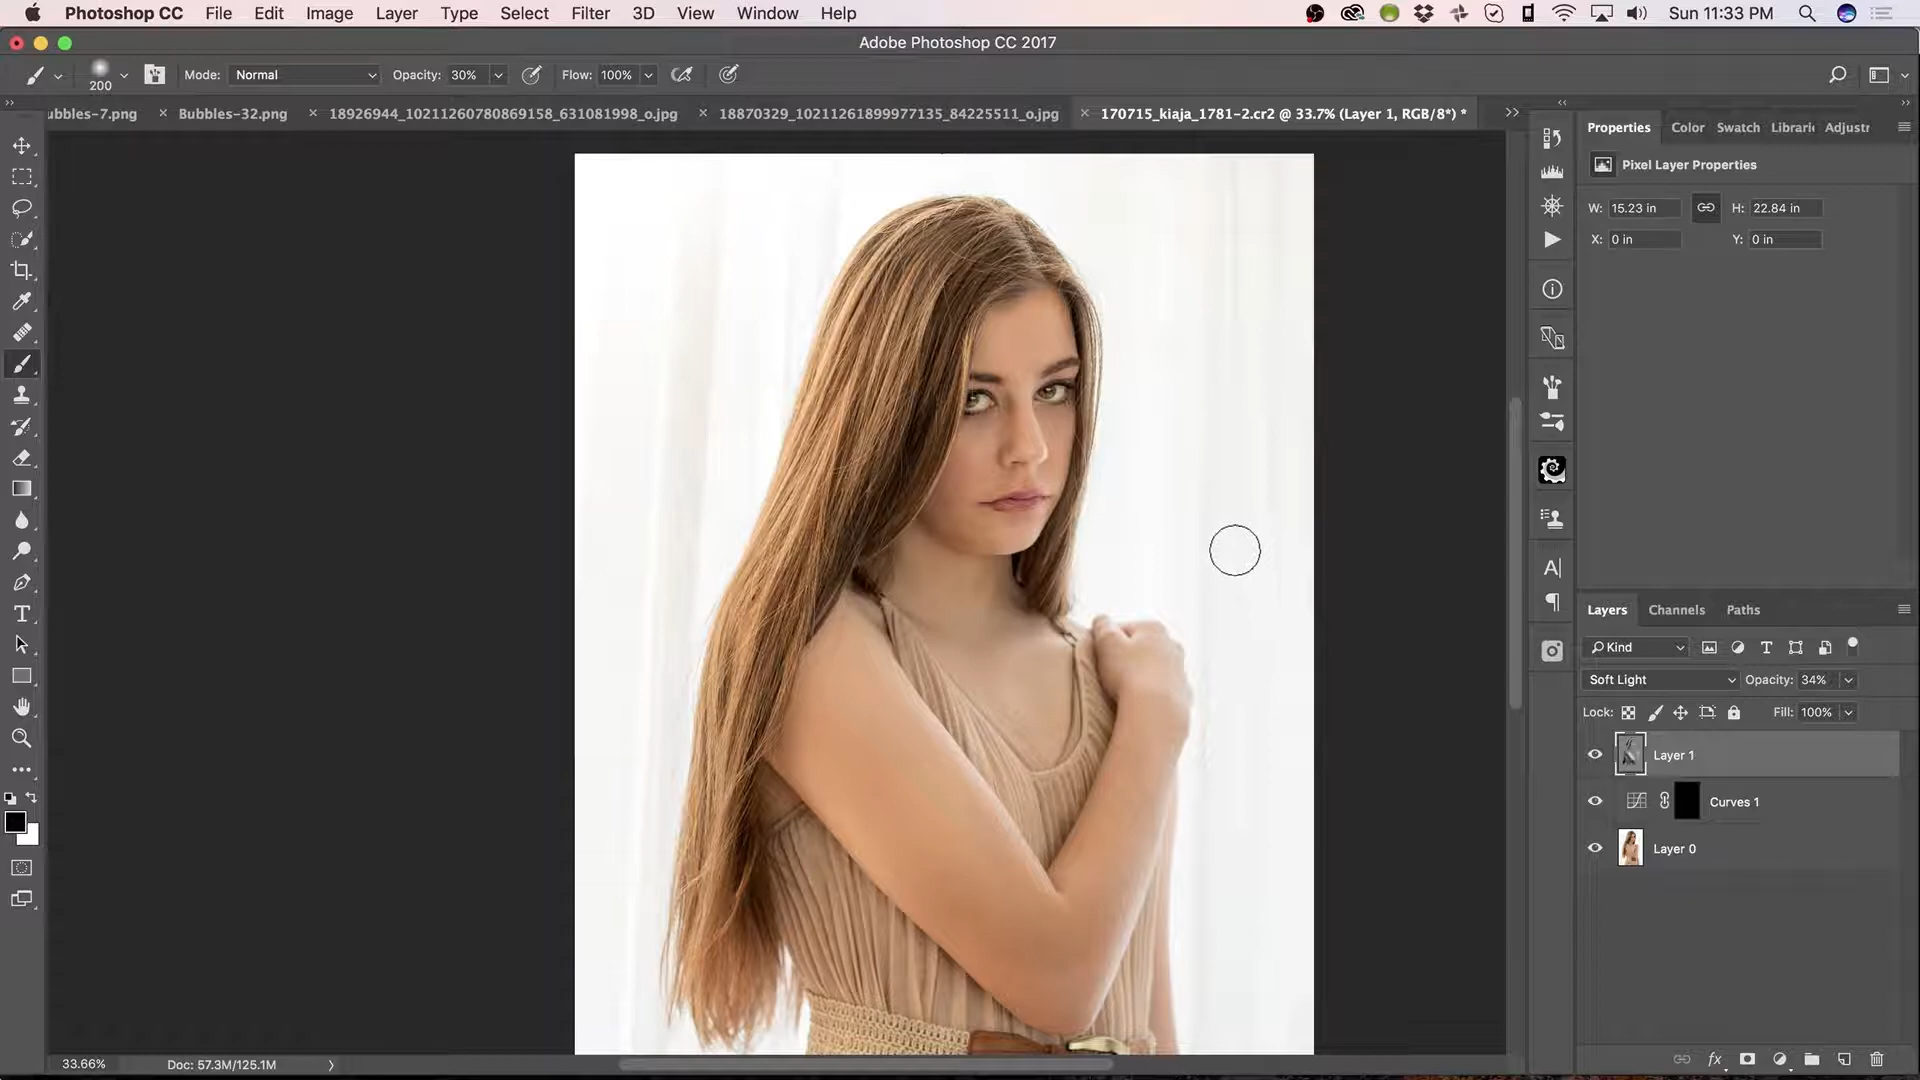 Photoshop CC File Edit Image Layer Type Select Filter 3D View Window Help Sun 11:33 PM
Adobe Photoshop CC 2017
200 Mode: Normal Opacity: 30% Flow: 100%
ubbles-7.png Bubbles-32.png 18926944_10211260780869158_631081998_o.jpg 18870329_10211261899977135_84225511_o.jpg 170715_kiaja_1781-2.cr2 @ 33.7% (Layer 1, RGB/8*) *
Properties Color Swatch Librari Adjustr
Pixel Layer Properties
W: 15.23 in H: 22.84 in
X: 0 in Y: 0 in
Layers Channels Paths
Kind
Soft Light Opacity: 34%
Lock: Fill: 100%
Layer 1
Curves 1
Layer 0
fx
33.66% Doc: 57.3M/125.1M